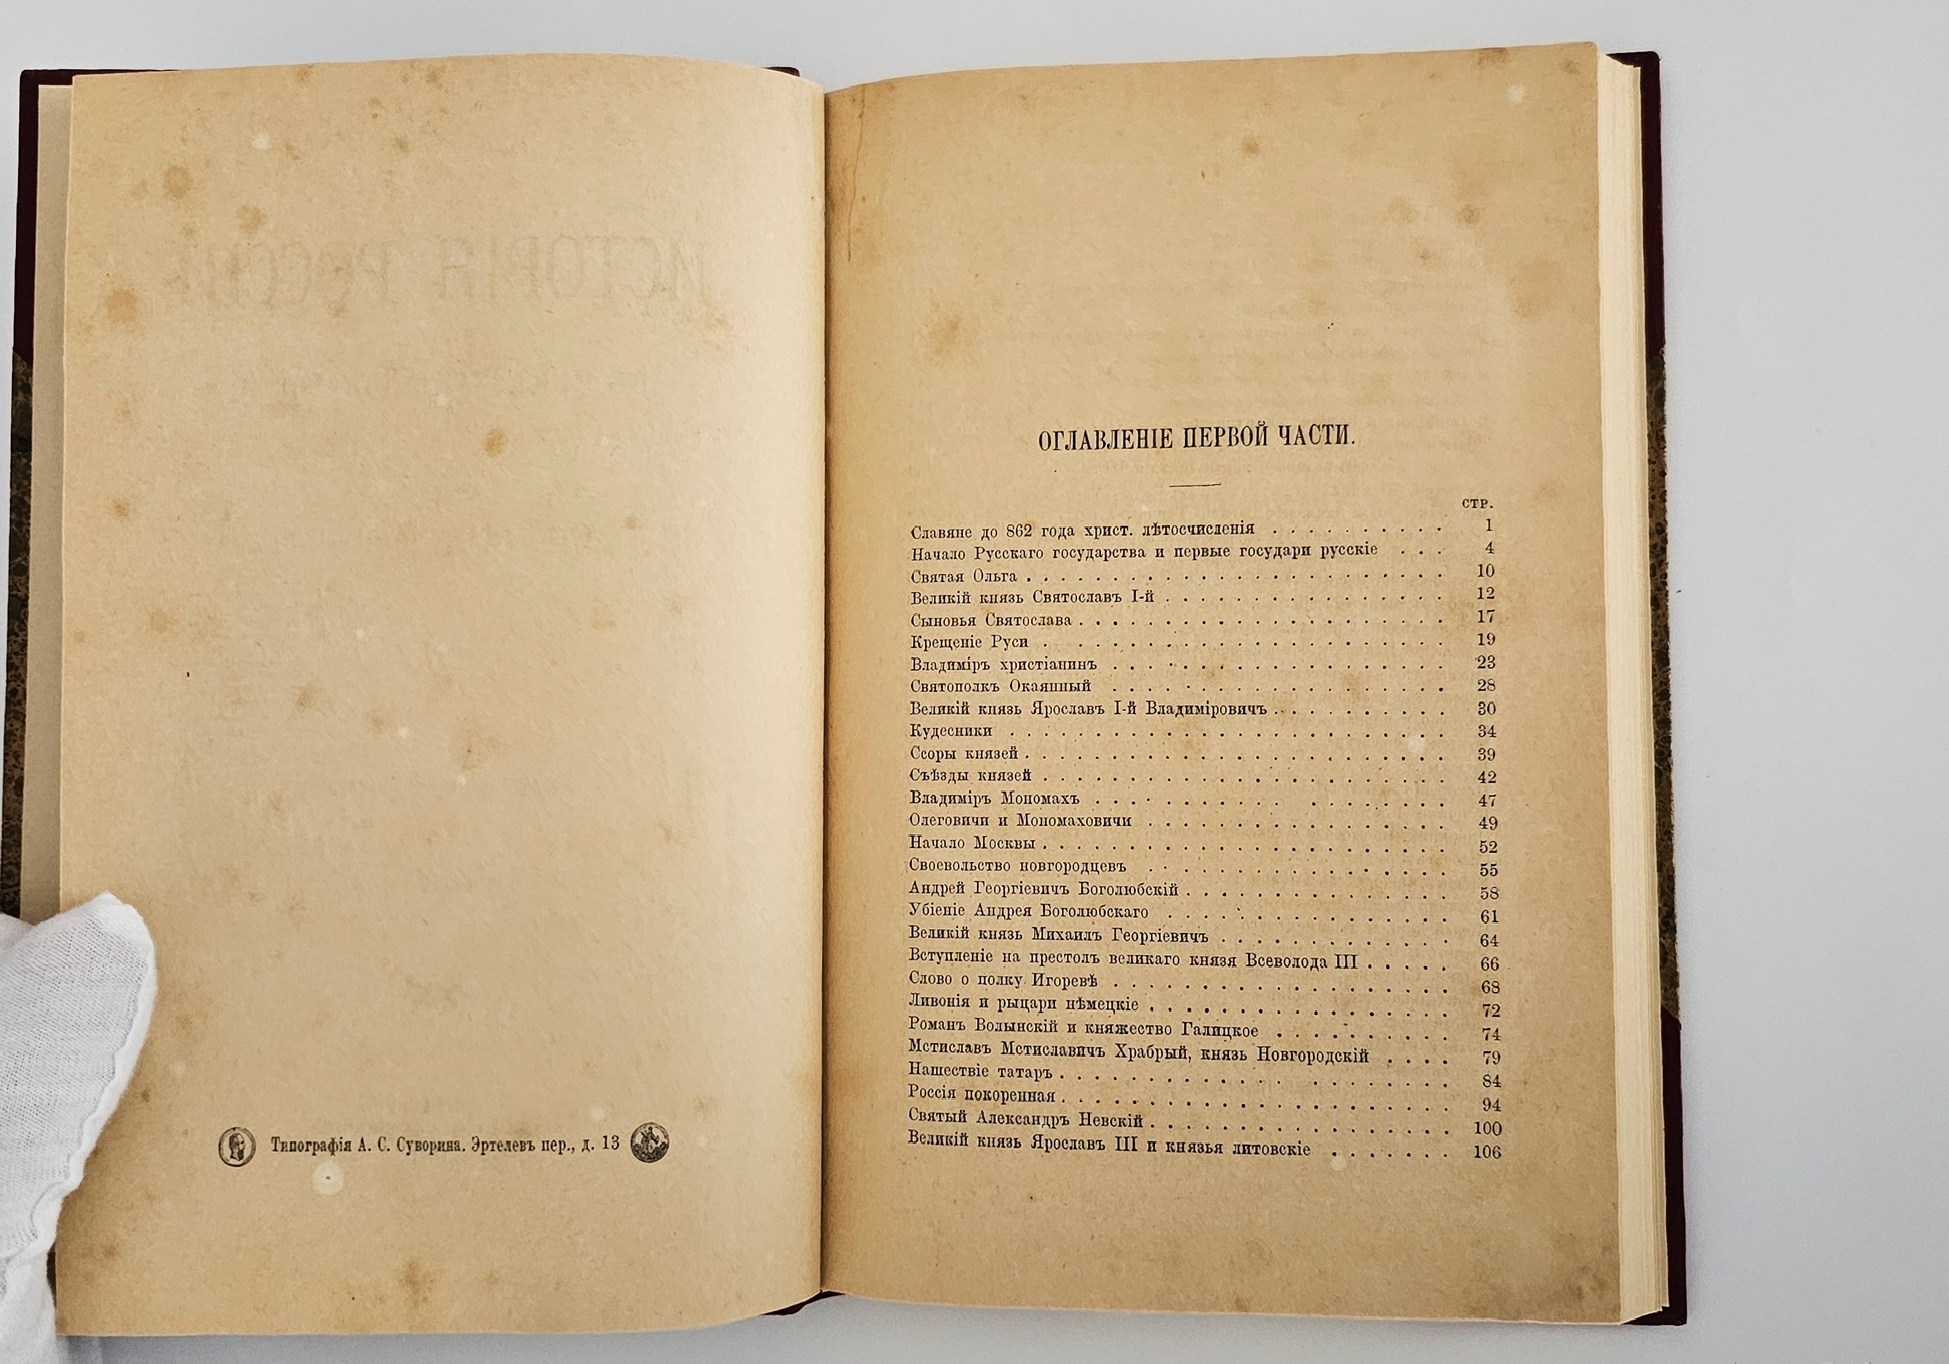 Типографія А. С. Суворина. Эртелевъ пер., д. 13
ОГЛАВЛЕНІЕ ПЕРВОЙ ЧАСТИ.
СТР.
Славяне до 862 года христ. лѣтосчисленія . . . . . . . . . . 1
Начало Русскаго государства и первые государи русскіе . . . 4
Святая Ольга . . . . . . . . . . . . . . . . . . . . . . . 10
Великій князь Святославъ I-й . . . . . . . . . . . . . . . 12
Сыновья Святослава . . . . . . . . . . . . . . . . . . . . 17
Крещеніе Руси . . . . . . . . . . . . . . . . . . . . . . 19
Владиміръ христіанинъ . . . . . . . . . . . . . . . . . . 23
Святополкъ Окаянный . . . . . . . . . . . . . . . . . . 28
Великій князь Ярославъ I-й Владиміровичъ . . . . . . . . . 30
Кудесники . . . . . . . . . . . . . . . . . . . . . . . . 34
Ссоры князей . . . . . . . . . . . . . . . . . . . . . . . 39
Съѣзды князей . . . . . . . . . . . . . . . . . . . . . . 42
Владиміръ Мономахъ . . . . . . . . . . . . . . . . . . . 47
Олеговичи и Мономаховичи . . . . . . . . . . . . . . . . 49
Начало Москвы . . . . . . . . . . . . . . . . . . . . . . 52
Своевольство новгородцевъ . . . . . . . . . . . . . . . . 55
Андрей Георгіевичъ Боголюбскій . . . . . . . . . . . . . . 58
Убіеніе Андрея Боголюбскаго . . . . . . . . . . . . . . . 61
Великій князь Михаилъ Георгіевичъ . . . . . . . . . . . . 64
Вступленіе на престолъ великаго князя Всеволода III . . . . . 66
Слово о полку Игоревѣ . . . . . . . . . . . . . . . . . . 68
Ливонія и рыцари нѣмецкіе . . . . . . . . . . . . . . . . 72
Романъ Волынскій и княжество Галицкое . . . . . . . . . 74
Мстиславъ Мстиславичъ Храбрый, князь Новгородскій . . . . 79
Нашествіе татаръ . . . . . . . . . . . . . . . . . . . . . 84
Россія покоренная . . . . . . . . . . . . . . . . . . . . . 94
Святый Александръ Невскій . . . . . . . . . . . . . . . . 100
Великій князь Ярославъ III и князья литовскіе . . . . . . . 106